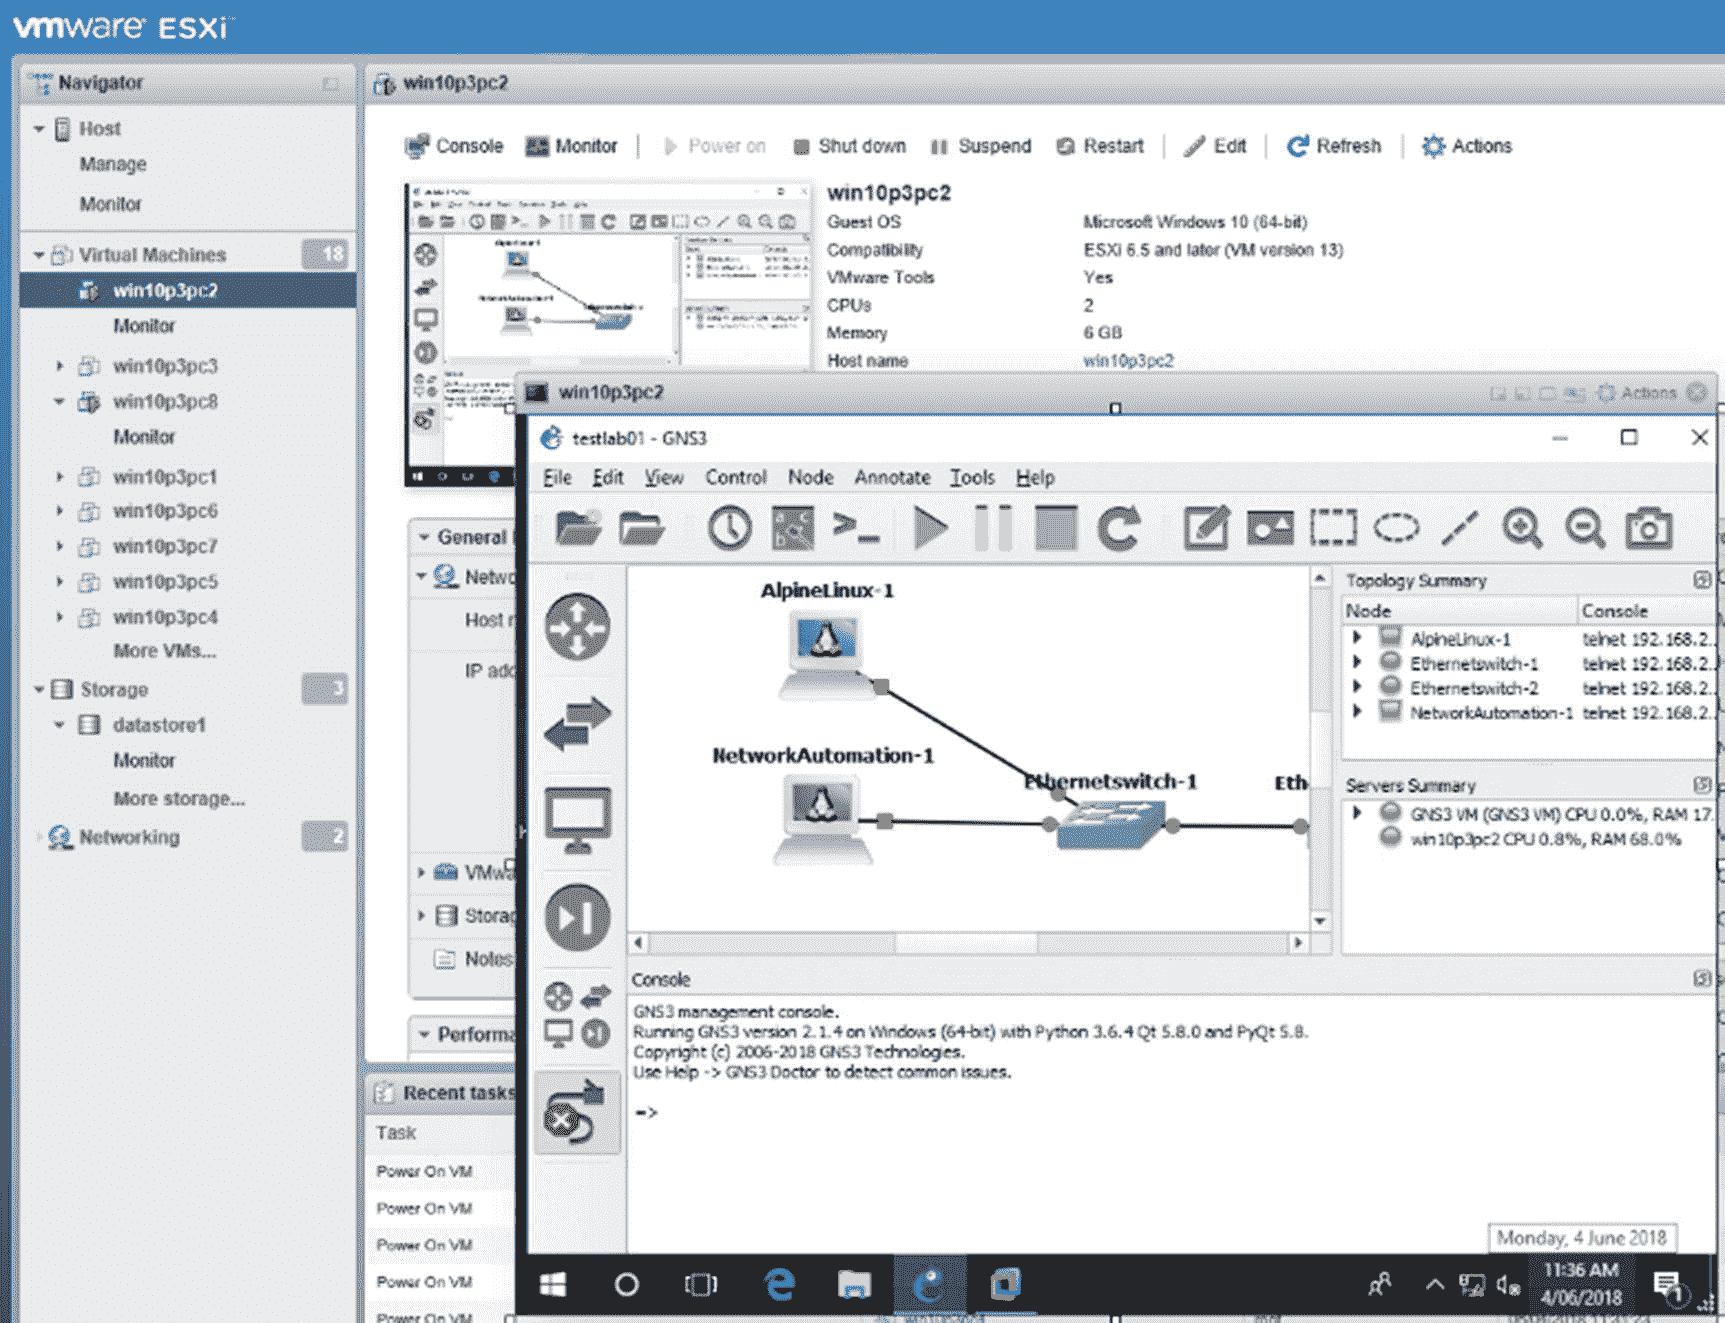 vmware ESXi
Navigator
Host
Manage
Monitor
Virtual Machines 18
win10p3pc2
Monitor
win10p3pc3
win10p3pc8
Monitor
win10p3pc1
win10p3pc6
win10p3pc7
win10p3pc5
win10p3pc4
More VMs...
Storage 3
datastore1
Monitor
More storage...
Networking 2
win10p3pc2
Console Monitor Power on Shut down Suspend Restart Edit Refresh Actions
win10p3pc2
Guest OS Microsoft Windows 10 (64-bit)
Compatibility ESXi 6.5 and later (VM version 13)
VMware Tools Yes
CPUs 2
Memory 6 GB
Host name win10p3pc2
General
Netwo
Host n
IP add
VMwa
Storag
Notes
Performa
Recent tasks
Task
Power On VM
Power On VM
Power On VM
Power On VM
Power On VM
win10p3pc2 Actions
testlab01 - GNS3
File Edit View Control Node Annotate Tools Help
AlpineLinux-1
NetworkAutomation-1
Ethernetswitch-1
Eth
Topology Summary
Node Console
AlpineLinux-1 telnet 192.168.2..
Ethernetswitch-1 telnet 192.168.2..
Ethernetswitch-2 telnet 192.168.2..
NetworkAutomation-1 telnet 192.168.2..
Servers Summary
GNS3 VM (GNS3 VM) CPU 0.0%, RAM 17.
win10p3pc2 CPU 0.8%, RAM 68.0%
Console
GNS3 management console.
Running GNS3 version 2.1.4 on Windows (64-bit) with Python 3.6.4 Qt 5.8.0 and PyQt 5.8.
Copyright (c) 2006-2018 GNS3 Technologies.
Use Help -> GNS3 Doctor to detect common issues.
=>
Monday, 4 June 2018
11:36 AM
4/06/2018
1